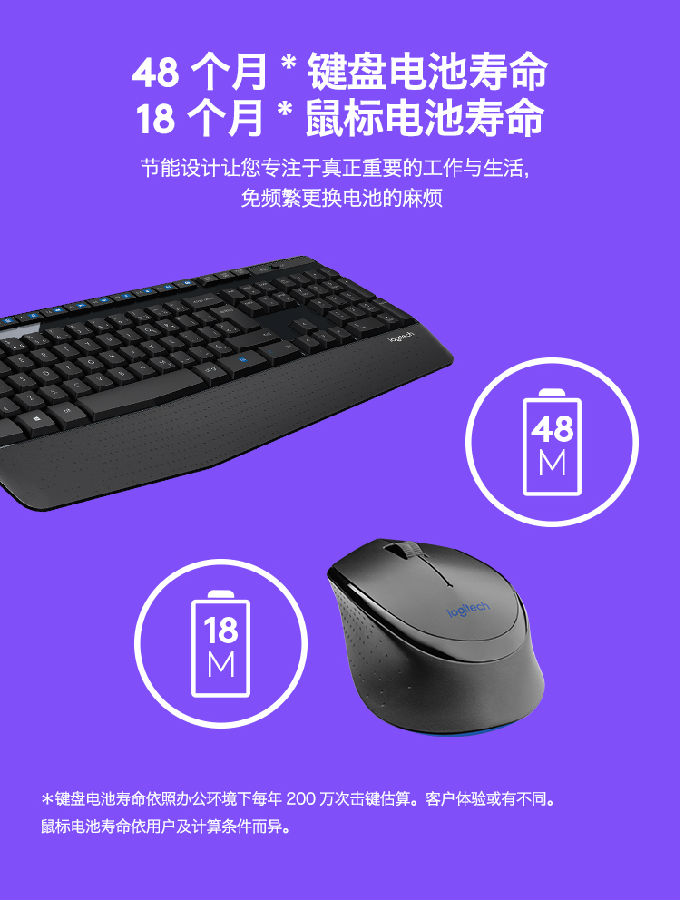 48 个月 * 键盘电池寿命
18 个月 * 鼠标电池寿命
节能设计让您专注于真正重要的工作与生活,
免频繁更换电池的麻烦
logitech
48
M
logitech
18
M
*键盘电池寿命依照办公环境下每年 200 万次击键估算。客户体验或有不同。
鼠标电池寿命依用户及计算条件而异。